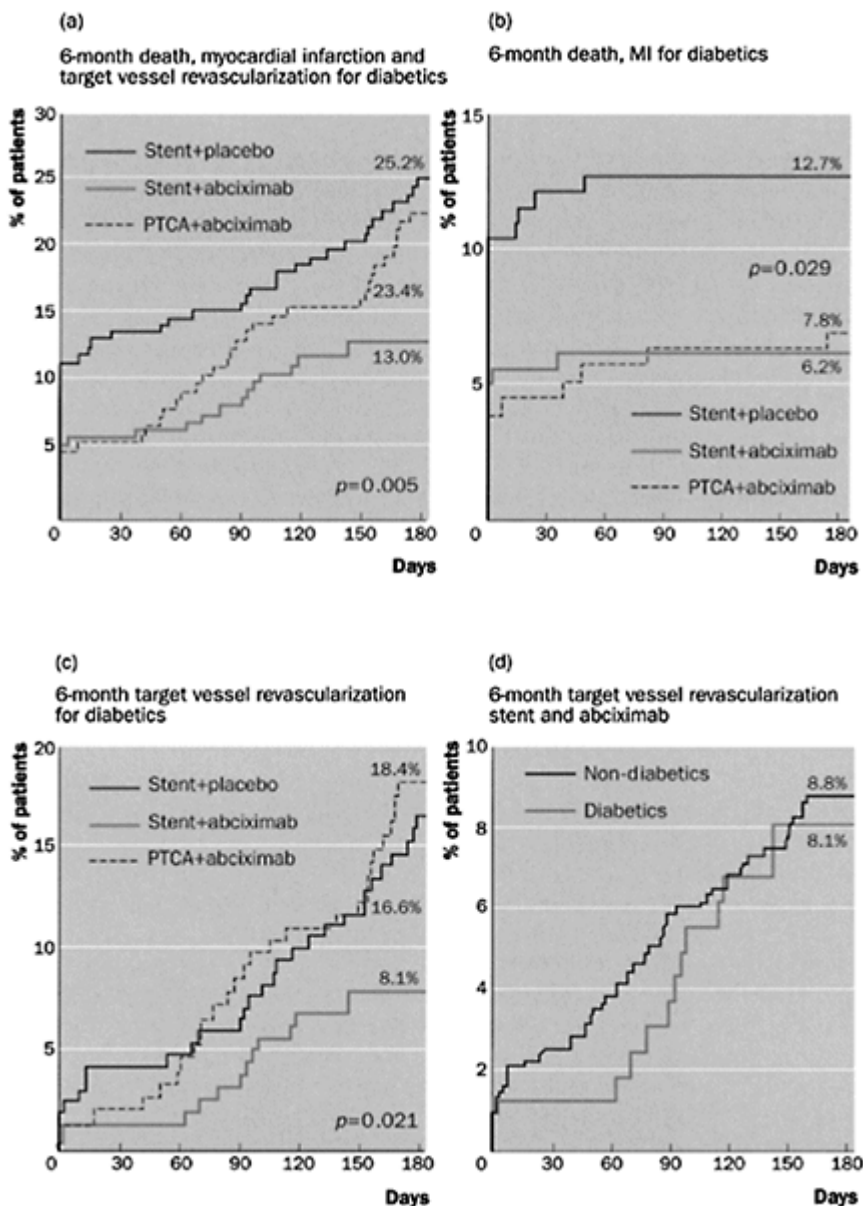 (a)
6-month death, myocardial infarction and
target vessel revascularization for diabetics
% of patients
30
25
20
15
10
5
Stent+placebo
Stent+abciximab
PTCA+abciximab
25.2%
23.4%
13.0%
p=0.005
0 30 60 90 120 150 180
Days
(b)
6-month death, MI for diabetics
% of patients
15
10
5
12.7%
p=0.029
7.8%
6.2%
Stent+placebo
Stent+abciximab
PTCA+abciximab
0 30 60 90 120 150 180
Days
(c)
6-month target vessel revascularization
for diabetics
% of patients
20
15
10
5
Stent+placebo
Stent+abciximab
PTCA+abciximab
18.4%
16.6%
8.1%
p=0.021
0 30 60 90 120 150 180
Days
(d)
6-month target vessel revascularization
stent and abciximab
% of patients
10
8
6
4
2
Non-diabetics
Diabetics
8.8%
8.1%
0 30 60 90 120 150 180
Days